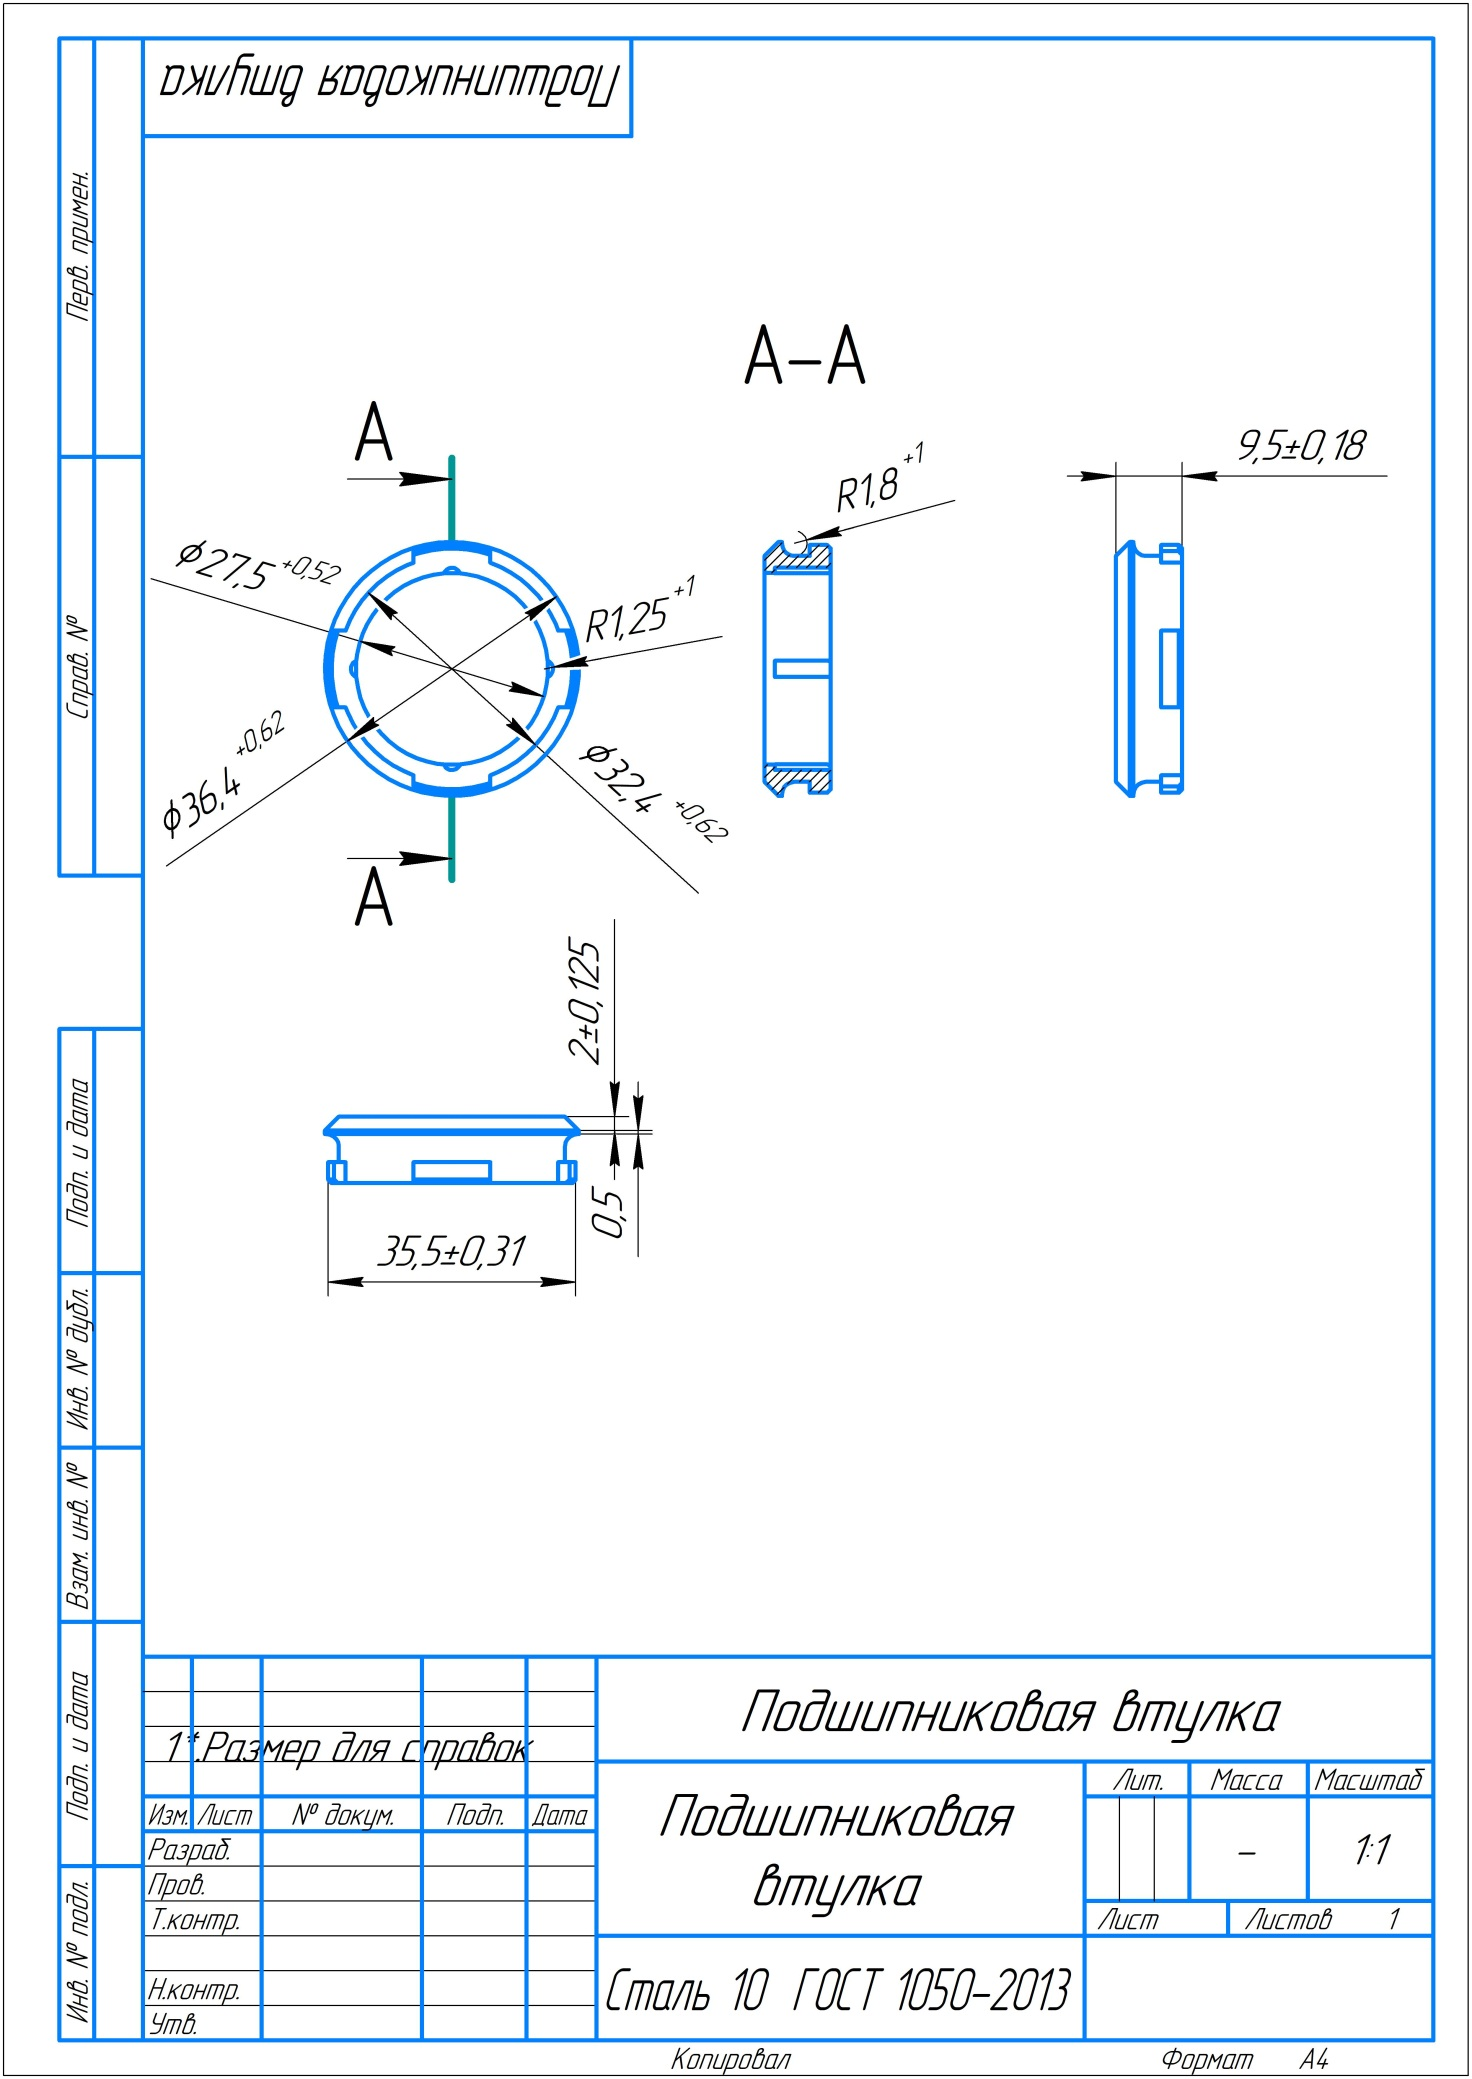 Подшипниковая втулка
Перв. примен.
Справ. №
Подп. и дата
Инв. № дубл.
Взам. инв. №
Подп. и дата
Инв. № подл.
А-А
А
А
⌀27,5 +0,52
⌀36,4 +0,62
⌀32,4 +0,62
R1,25 +1
R1,8 +1
9,5±0,18
2±0,125
0,5
35,5±0,31
1*.Размер для справок
Изм. Лист № докум. Подп. Дата
Разраб.
Пров.
Т.контр.
Н.контр.
Утв.
Подшипниковая втулка
Подшипниковая
втулка
Лит. Масса Масштаб
– 1:1
Лист Листов 1
Сталь 10 ГОСТ 1050-2013
Копировал Формат А4